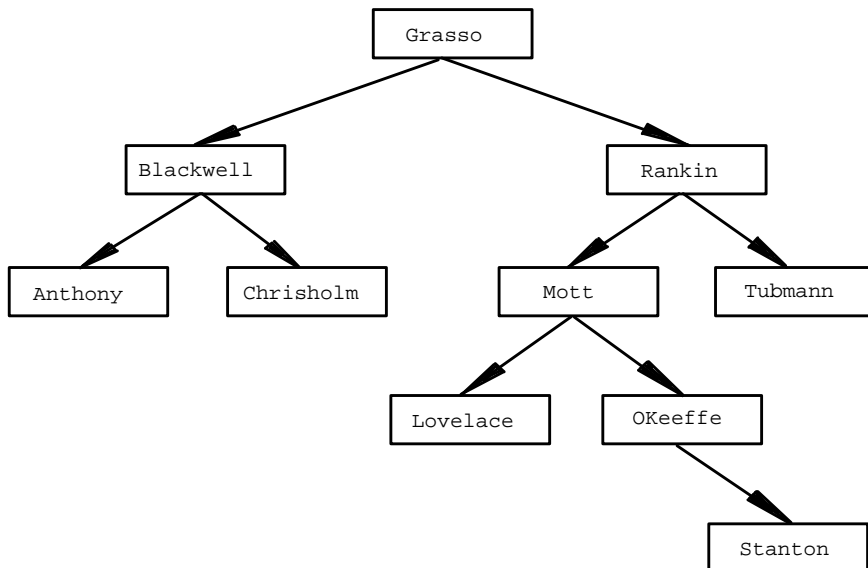 Grasso
Blackwell
Rankin
Anthony
Chrisholm
Mott
Tubmann
Lovelace
OKeeffe
Stanton